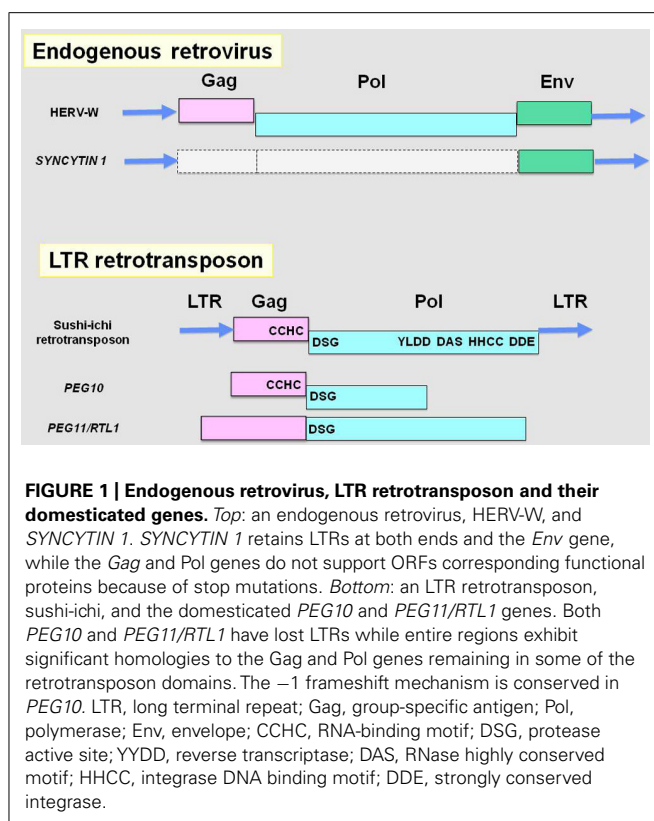 Endogenous retrovirus
Gag Pol Env
HERV-W
SYNCYTIN 1
LTR retrotransposon
LTR Gag Pol LTR
Sushi-ichi
retrotransposon
CCHC
DSG YLDD DAS HHCC DDE
PEG10
CCHC
DSG
PEG11/RTL1
DSG
FIGURE 1 | Endogenous retrovirus, LTR retrotransposon and their
domesticated genes. Top: an endogenous retrovirus, HERV-W, and
SYNCYTIN 1. SYNCYTIN 1 retains LTRs at both ends and the Env gene,
while the Gag and Pol genes do not support ORFs corresponding functional
proteins because of stop mutations. Bottom: an LTR retrotransposon,
sushi-ichi, and the domesticated PEG10 and PEG11/RTL1 genes. Both
PEG10 and PEG11/RTL1 have lost LTRs while entire regions exhibit
significant homologies to the Gag and Pol genes remaining in some of the
retrotransposon domains. The −1 frameshift mechanism is conserved in
PEG10. LTR, long terminal repeat; Gag, group-specific antigen; Pol,
polymerase; Env, envelope; CCHC, RNA-binding motif; DSG, protease
active site; YYDD, reverse transcriptase; DAS, RNase highly conserved
motif; HHCC, integrase DNA binding motif; DDE, strongly conserved
integrase.